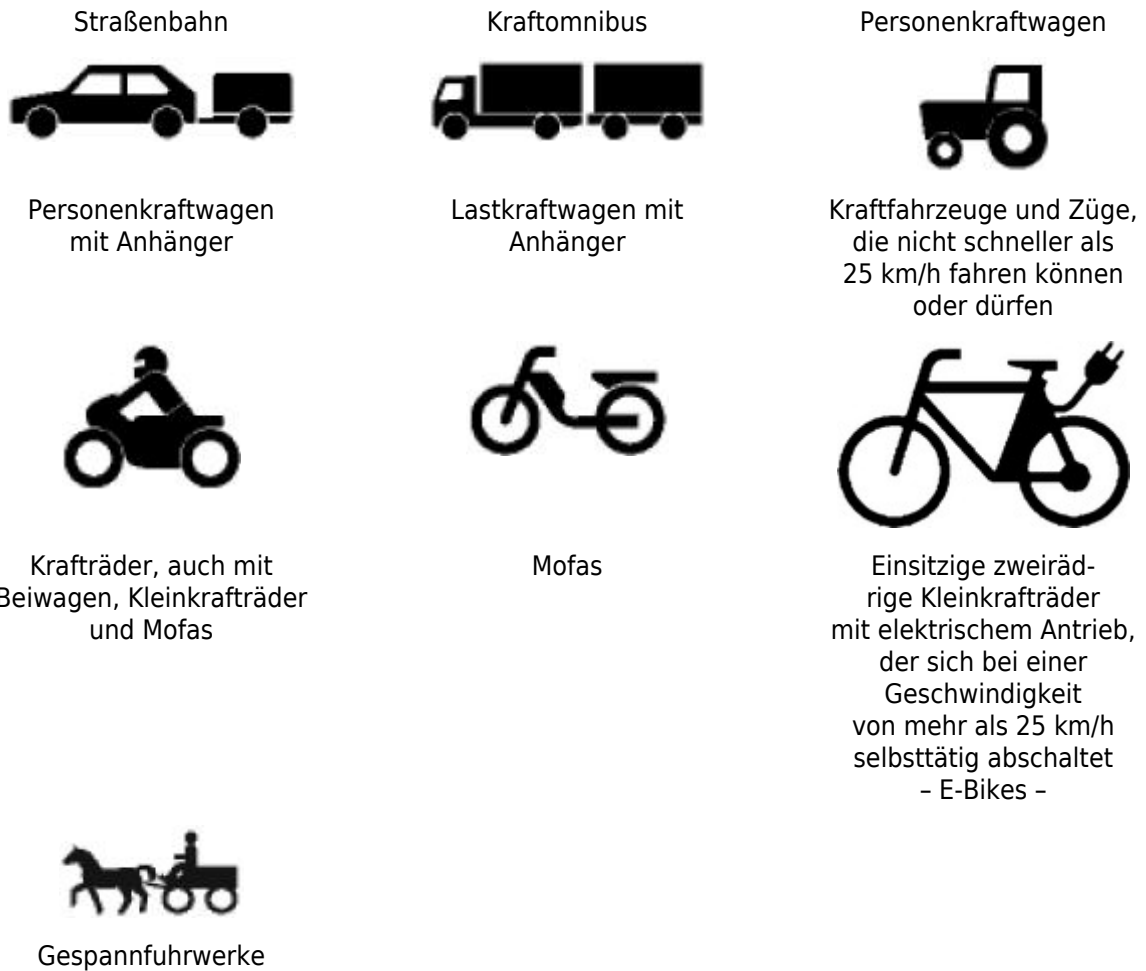 Straßenbahn
Kraftomnibus
Personenkraftwagen
Personenkraftwagen
mit Anhänger
Lastkraftwagen mit
Anhänger
Kraftfahrzeuge und Züge,
die nicht schneller als
25 km/h fahren können
oder dürfen
Krafträder, auch mit
Beiwagen, Kleinkrafträder
und Mofas
Mofas
Einsitzige zweiräd-
rige Kleinkrafträder
mit elektrischem Antrieb,
der sich bei einer
Geschwindigkeit
von mehr als 25 km/h
selbsttätig abschaltet
– E-Bikes –
Gespannfuhrwerke